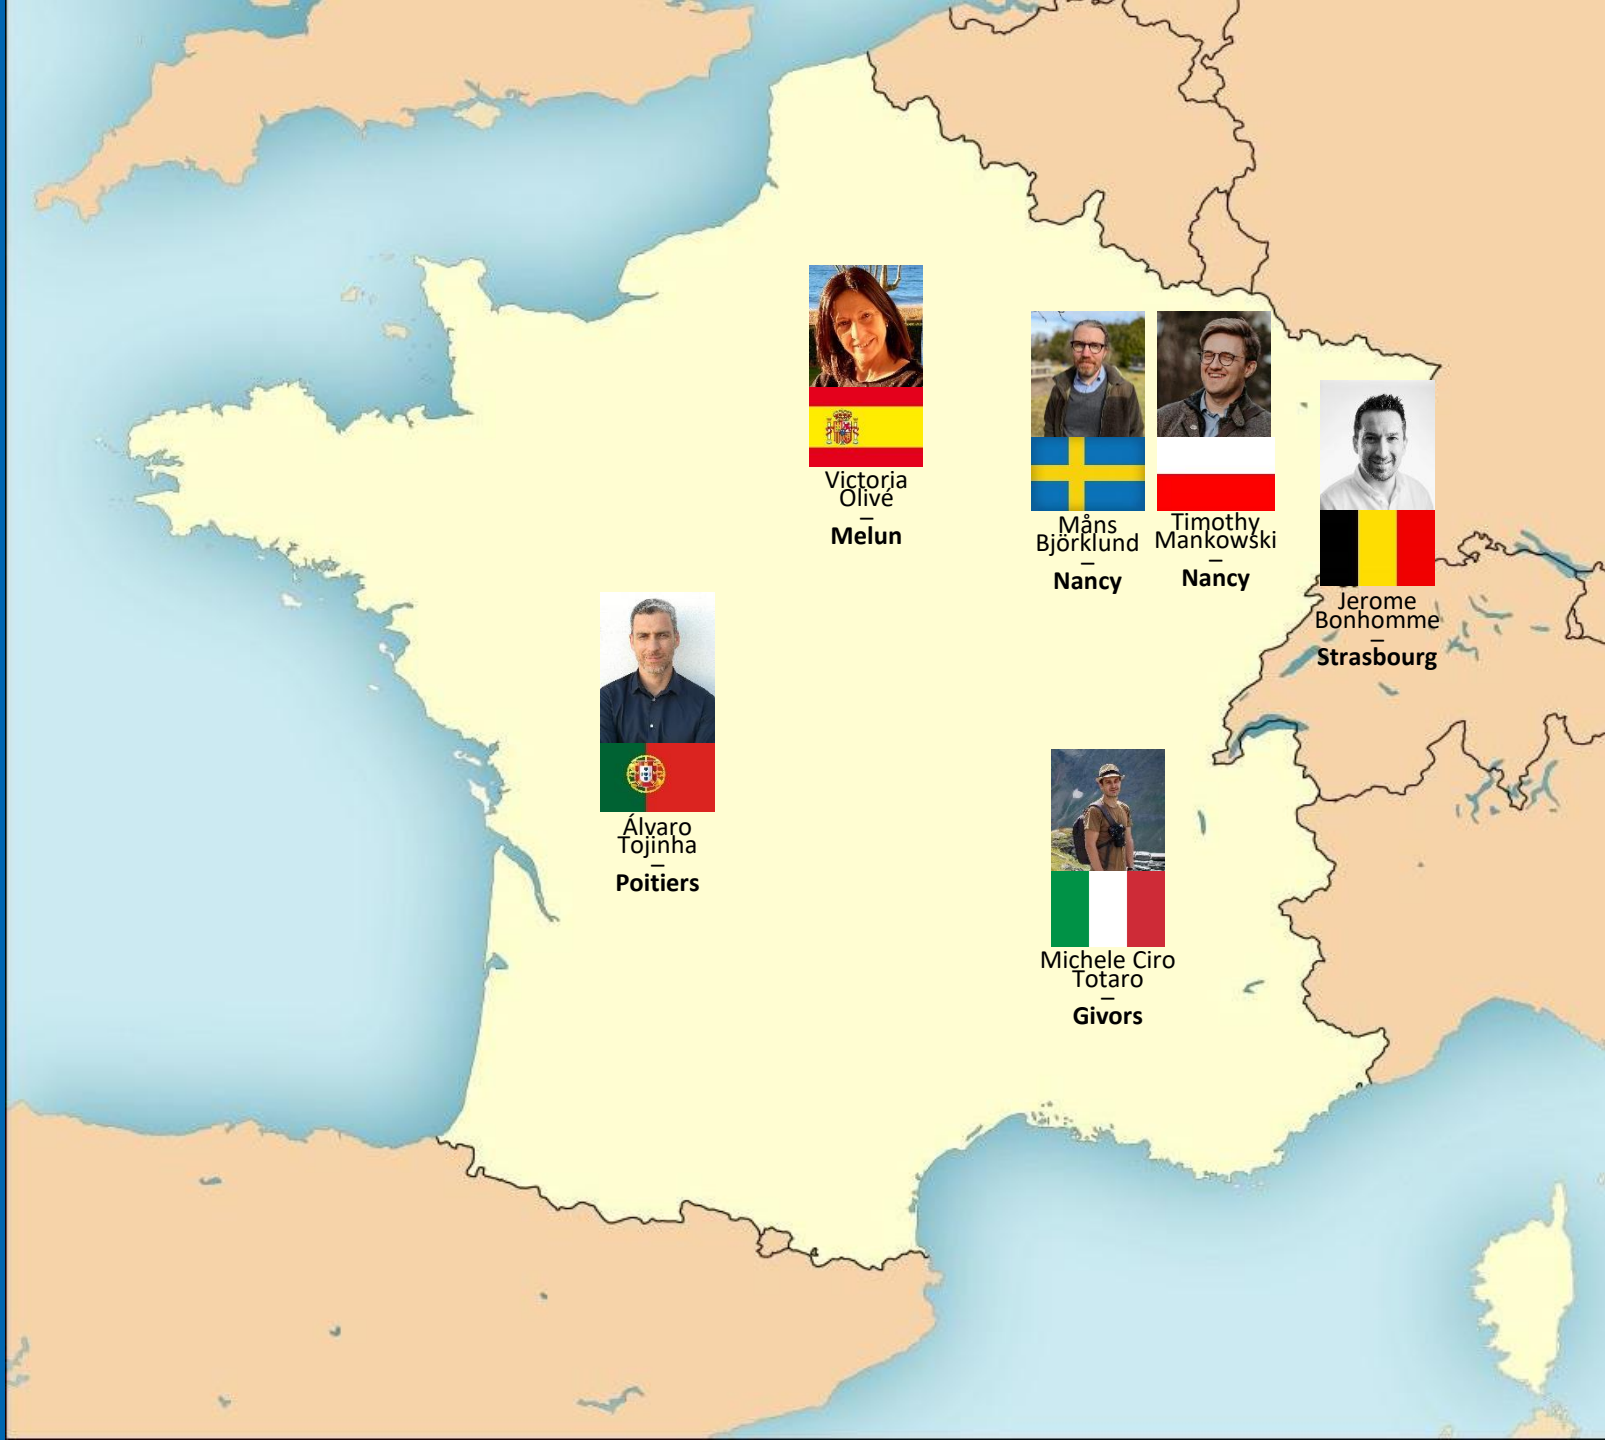 Victoria
Olivé
–
Melun
Måns
Björklund
–
Nancy
Timothy
Mankowski
–
Nancy
Jerome
Bonhomme
–
Strasbourg
Álvaro
Tojinha
–
Poitiers
Michele Ciro
Totaro
–
Givors